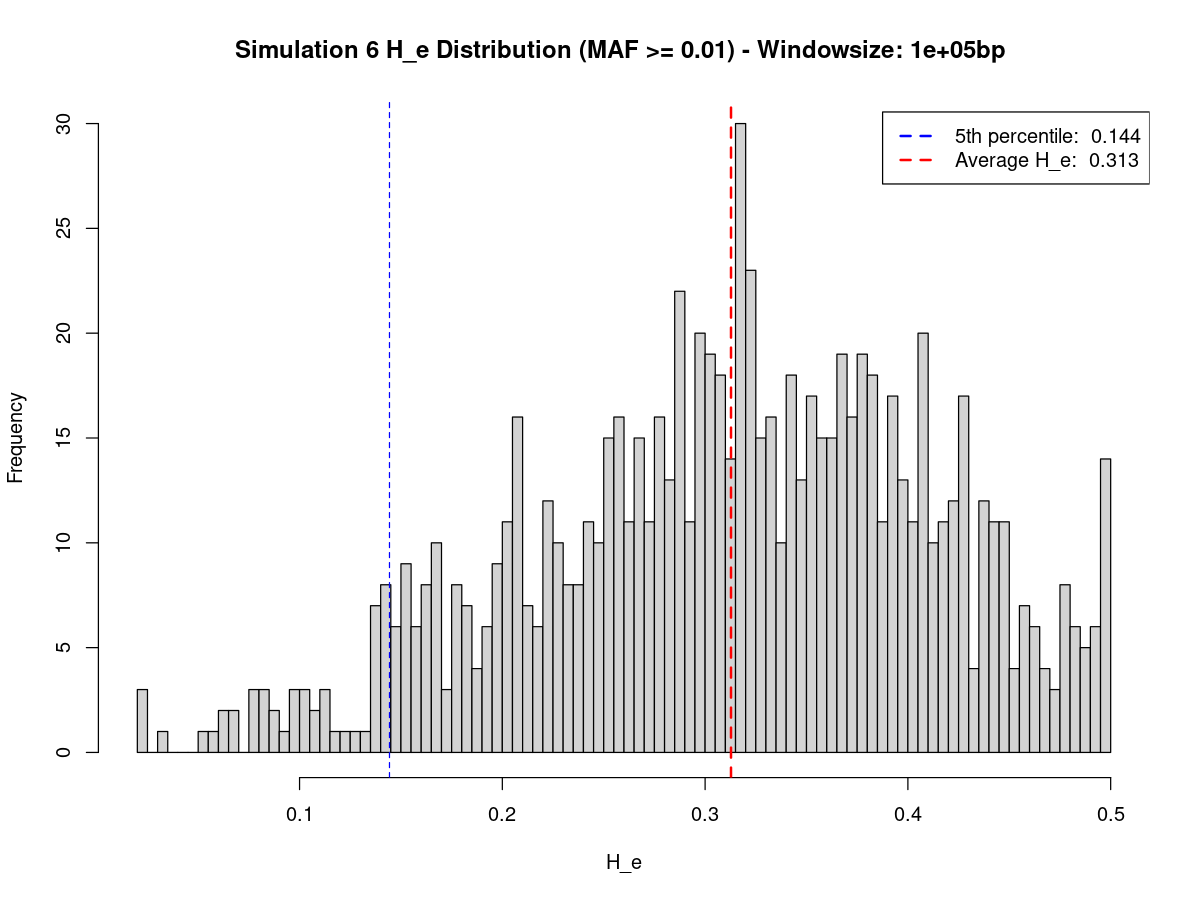 Simulation 6 H_e Distribution (MAF >= 0.01) - Windowsize: 1e+05bp
5th percentile: 0.144
Average H_e: 0.313
Frequency
30
25
20
15
10
5
0
0.1 0.2 0.3 0.4 0.5
H_e